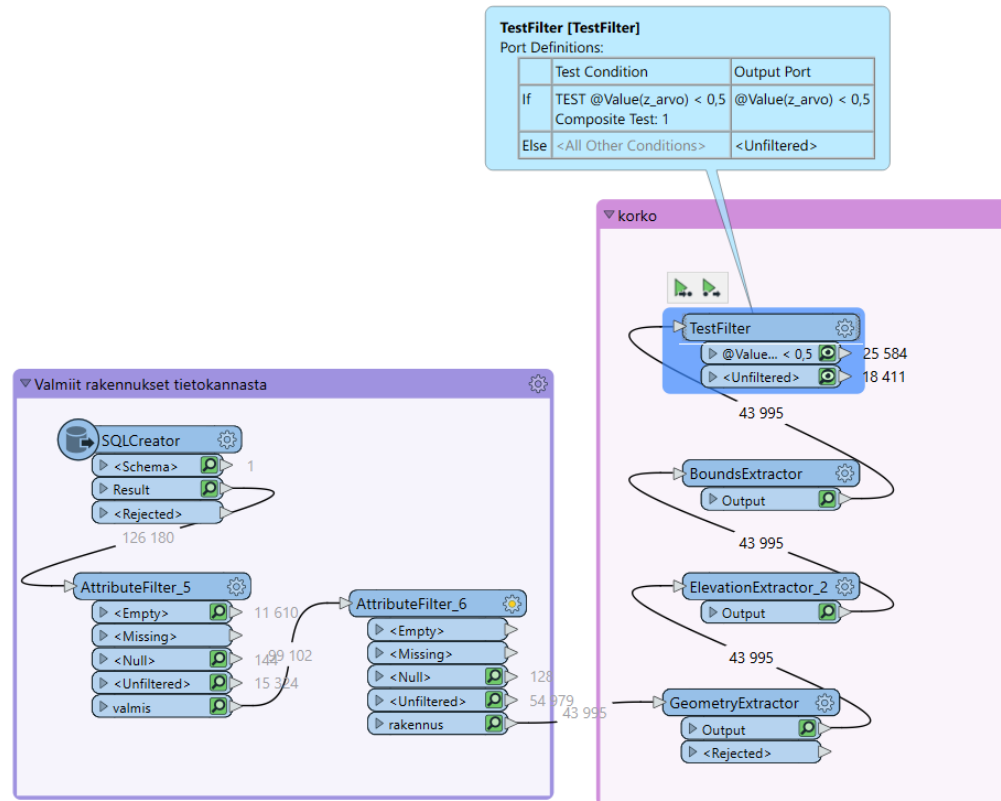 TestFilter [TestFilter]
Port Definitions:
Test Condition Output Port
If TEST @Value(z_arvo) < 0,5 @Value(z_arvo) < 0,5
Composite Test: 1
Else <All Other Conditions> <Unfiltered>
korko
TestFilter
@Value... < 0,5 25 584
<Unfiltered> 18 411
43 995
BoundsExtractor
Output
43 995
ElevationExtractor_2
Output
43 995
GeometryExtractor
Output
<Rejected>
Valmiit rakennukset tietokannasta
SQLCreator
<Schema> 1
Result
<Rejected>
126 180
AttributeFilter_5
<Empty> 11 610
<Missing>
<Null> 144
<Unfiltered> 15 324
valmis
99 102
AttributeFilter_6
<Empty>
<Missing>
<Null> 128
<Unfiltered> 54 979
rakennus
43 995